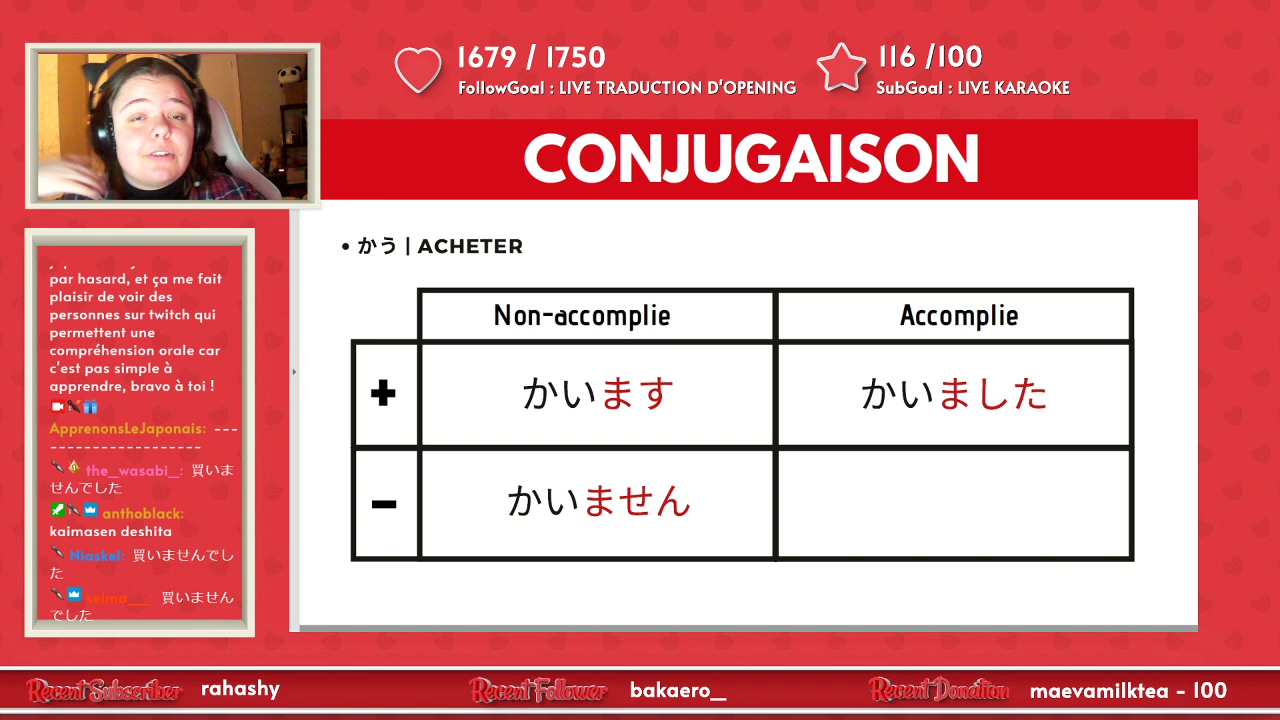 1679 / 1750
FollowGoal : LIVE TRADUCTION D'OPENING
116 /100
SubGoal : LIVE KARAOKE
CONJUGAISON
• かう | ACHETER
Non-accomplie
Accomplie
+
かいます
かいました
–
かいません
par hasard, et ça me fait
plaisir de voir des
personnes sur twitch qui
permettent une
compréhension orale car
c'est pas simple à
apprendre, bravo à toi !
ApprenonsLeJaponais: ---
------------------
the_wasabi_: 買いま
せんでした
anthoblack:
kaimasen deshita
Niaskel: 買いませんでし
た
seima__: 買いません
でした
Recent Subscriber
rahashy
Recent Follower
bakaero_
Recent Donation
maevamilktea - 100